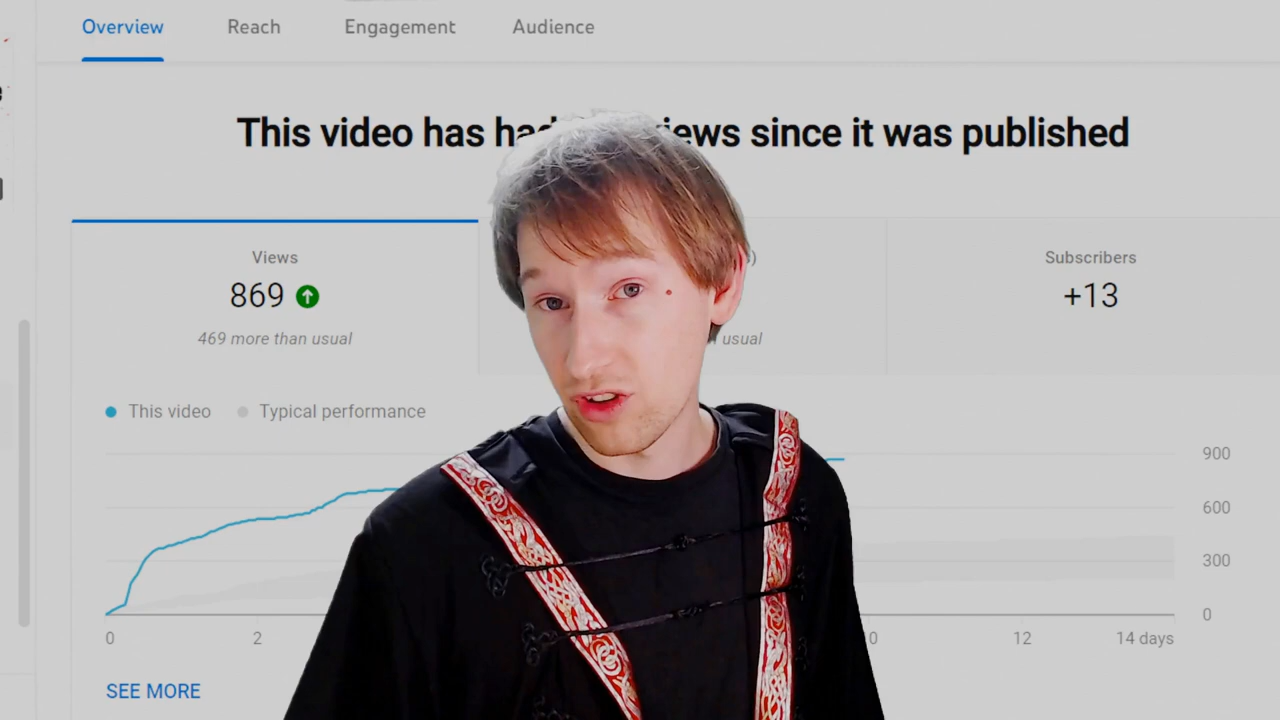 Overview Reach Engagement Audience
This video has had iews since it was published
Views
869
469 more than usual
usual
Subscribers
+13
This video
Typical performance
900
600
300
0
0 2 12 14 days
SEE MORE